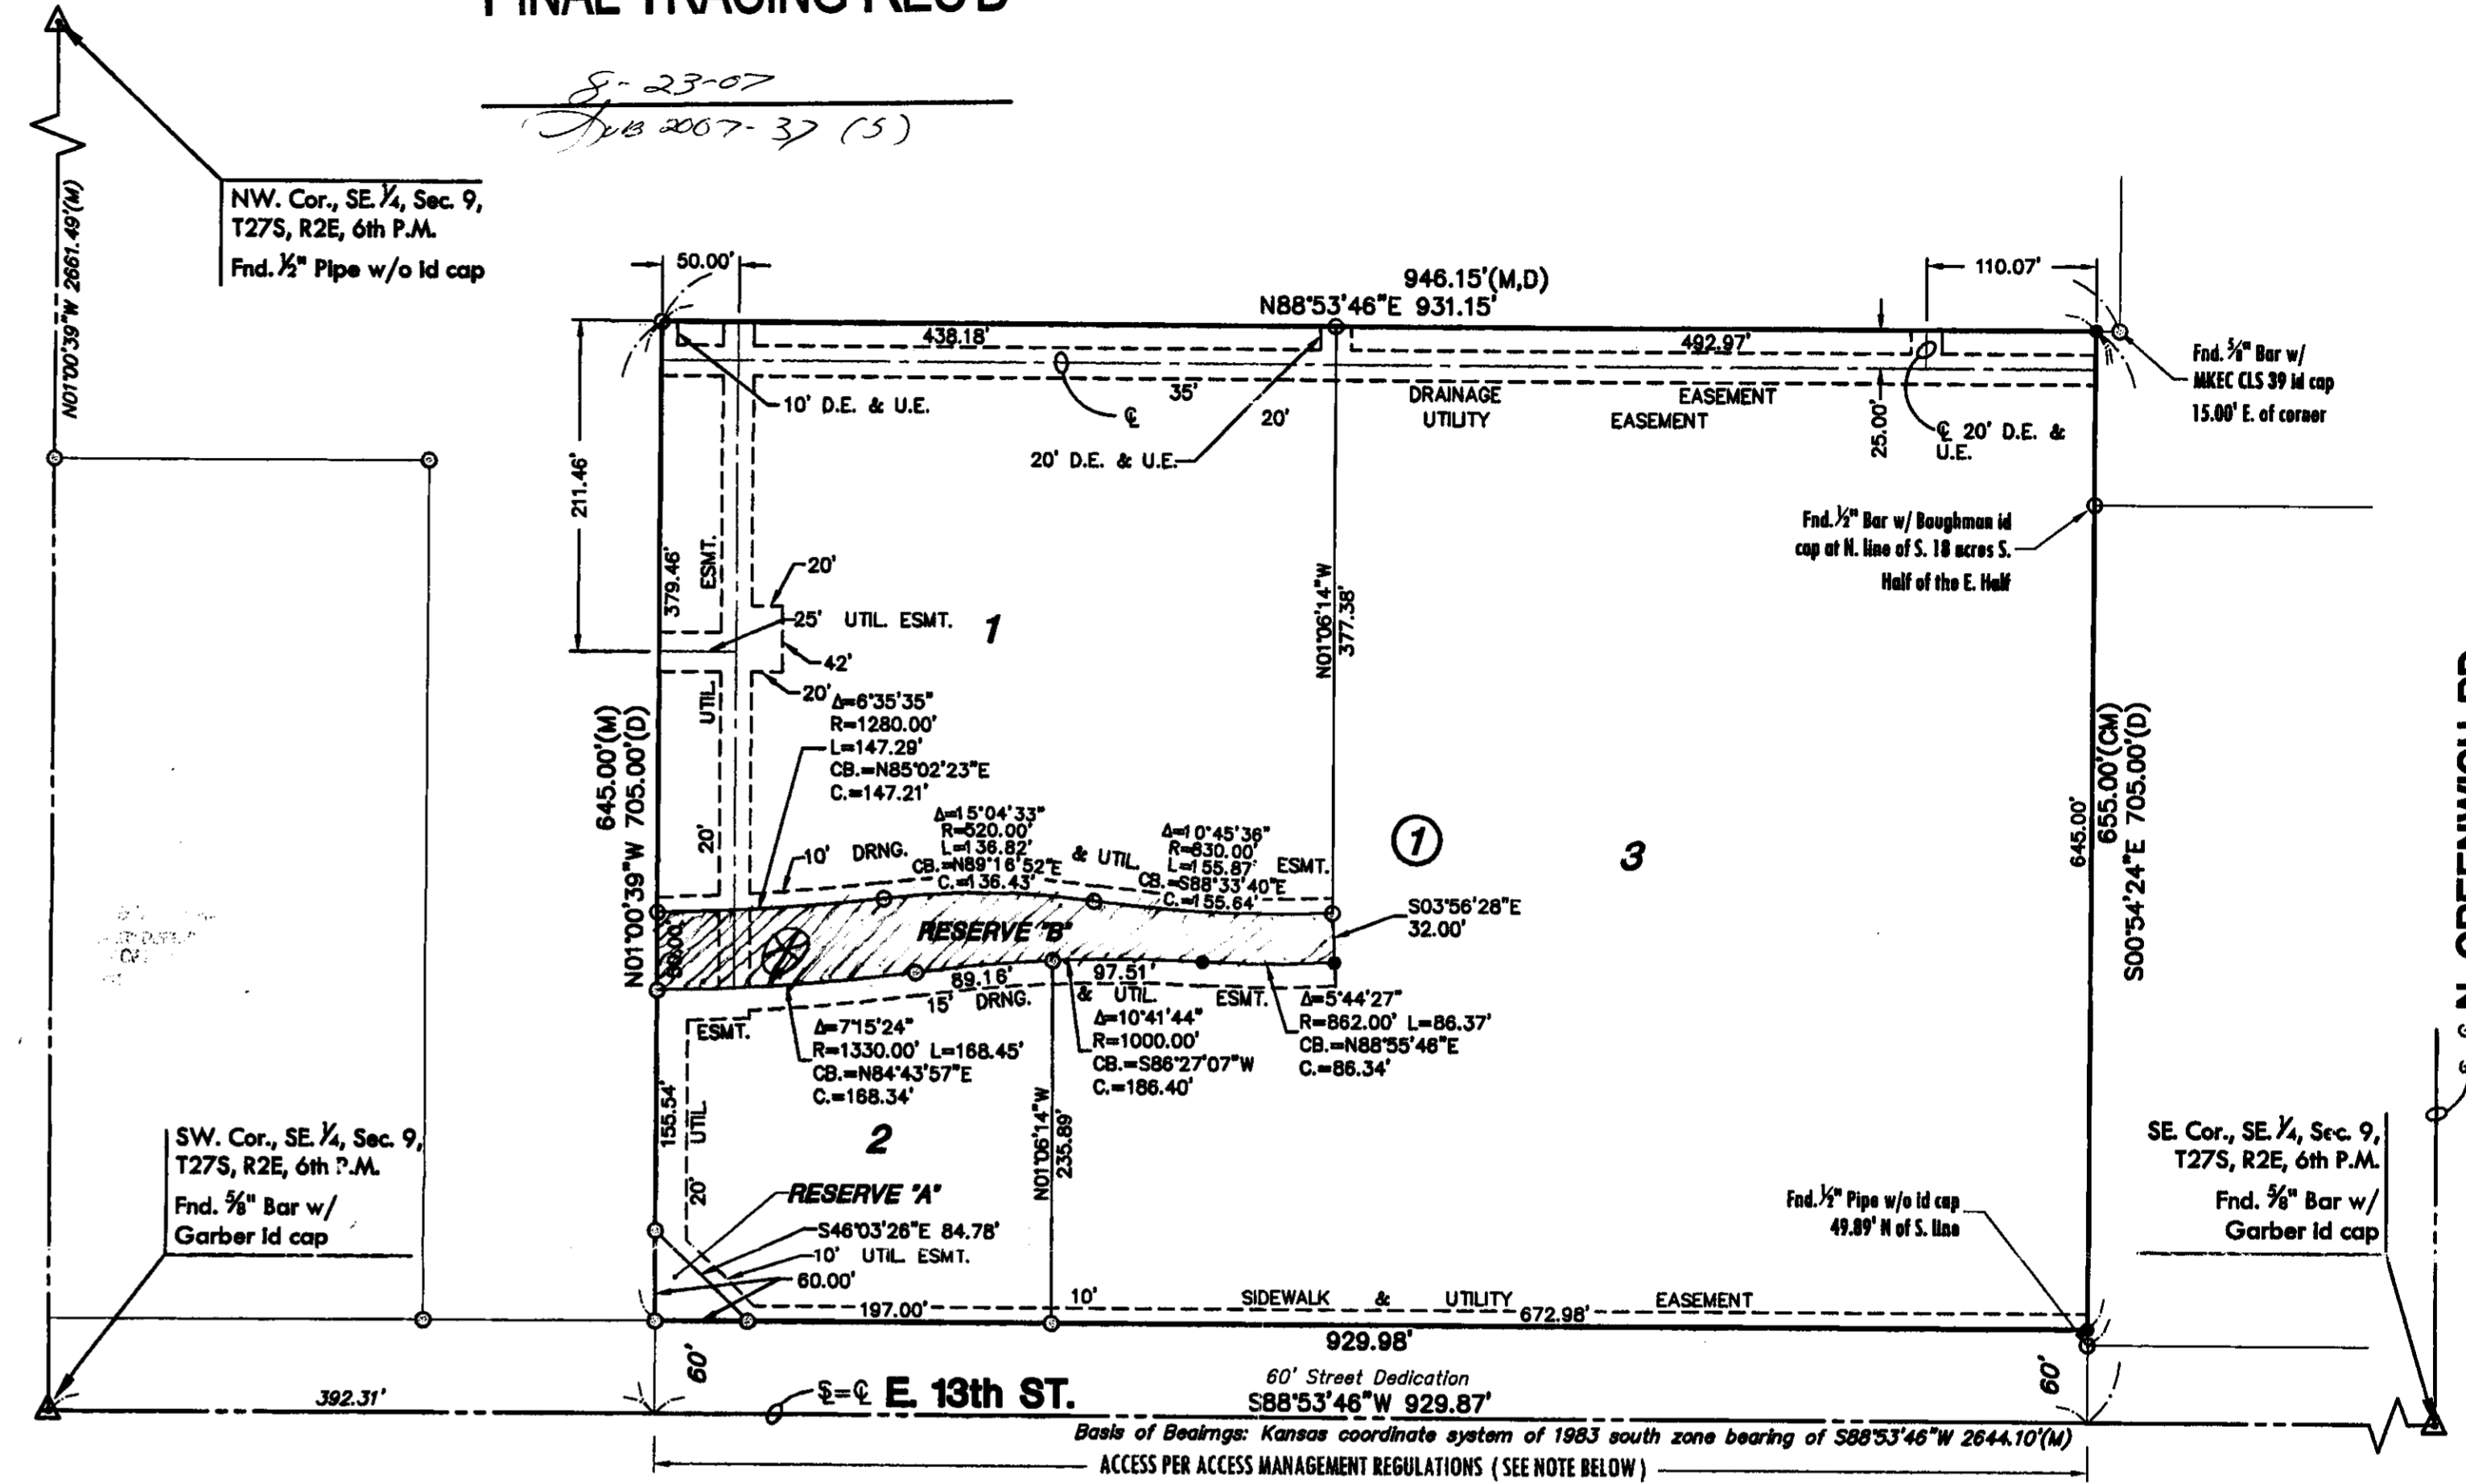 FINAL TRACING REC'D
8-23-07
SUB 2007-37 (S)
N01°00'39"W 2661.49'(M)
NW. Cor., SE.¼, Sec. 9,
T27S, R2E, 6th P.M.
Fnd. ½" Pipe w/o id cap
50.00'
946.15'(M,D)
N88°53'46"E 931.15'
110.07'
438.18'
492.97'
Fnd. ⅝" Bar w/
MKEC CLS 39 id cap
15.00' E. of corner
35'
DRAINAGE
EASEMENT
10' D.E. & U.E.
℄
20'
UTILITY
EASEMENT
25.00'
20' D.E. & U.E.
℄ 20' D.E. &
U.E.
211.46'
379.46'
ESMT.
20'
25' UTIL. ESMT.
1
42'
20'
UTIL.
20'
Fnd.½" Bar w/ Baughman id
cap at N. line of S. 18 acres S.
Half of the E. Half
N01°06'14"W
377.38'
Δ=6°35'35"
R=1280.00'
L=147.29'
CB.=N85°02'23"E
C.=147.21'
645.00'(M)
N01°00'39"W 705.00'(D)
Δ=15°04'33"
R=520.00'
L=136.82'
CB.=N89°16'52"E
C.=136.43'
Δ=10°45'36"
R=830.00'
L=155.87'
CB.=S88°33'40"E
C.=155.64'
10' DRNG. & UTIL. ESMT.
1
3
645.00'
655.00'(CM)
S00°54'24"E 705.00'(D)
N. GREENWICH RD.
S03°56'28"E
32.00'
RESERVE "B"
50.00'
89.16'
97.51'
15' DRNG. & UTIL. ESMT.
ESMT.
Δ=7°15'24"
R=1330.00' L=168.45'
CB.=N84°43'57"E
C.=168.34'
Δ=10°41'44"
R=1000.00'
CB.=S86°27'07"W
C.=186.40'
Δ=5°44'27"
R=862.00' L=86.37'
CB.=N88°55'46"E
C.=86.34'
155.54'
20' UTIL.
2
N01°06'14"W
235.89'
SW. Cor., SE.¼, Sec. 9,
T27S, R2E, 6th P.M.
Fnd. ⅝" Bar w/
Garber id cap
RESERVE "A"
S46°03'26"E 84.78'
10' UTIL. ESMT.
60.00'
Fnd.½" Pipe w/o id cap
49.89' N of S. line
SE. Cor., SE.¼, Sec. 9,
T27S, R2E, 6th P.M.
Fnd. ⅝" Bar w/
Garber id cap
197.00'
10' SIDEWALK & UTILITY EASEMENT
672.98'
929.98'
60'
60' Street Dedication
60'
392.31'
E. 13th ST.
S88°53'46"W 929.87'
Basis of Bearings: Kansas coordinate system of 1983 south zone bearing of S88°53'46"W 2644.10'(M)
ACCESS PER ACCESS MANAGEMENT REGULATIONS ( SEE NOTE BELOW )